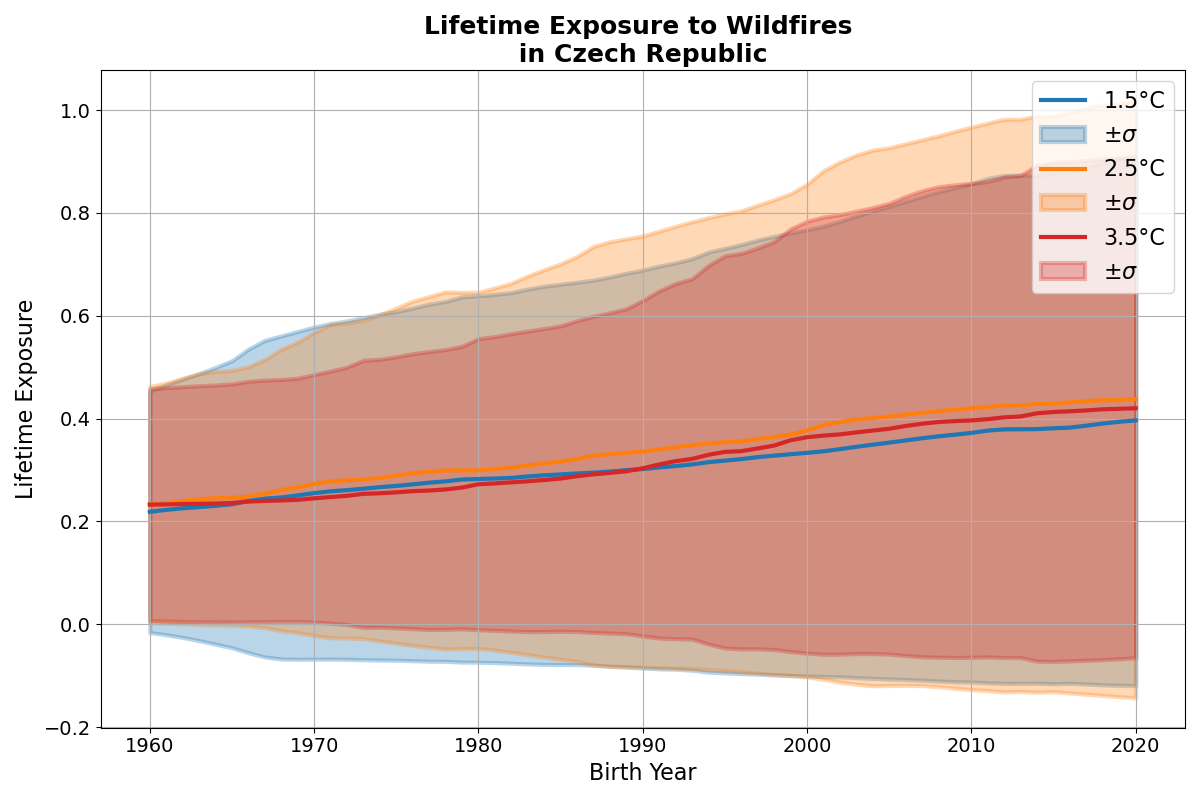 Lifetime Exposure to Wildfires
in Czech Republic
Lifetime Exposure
1.0
0.8
0.6
0.4
0.2
0.0
−0.2
1960
1970
1980
1990
2000
2010
2020
Birth Year
1.5°C
±σ
2.5°C
±σ
3.5°C
±σ